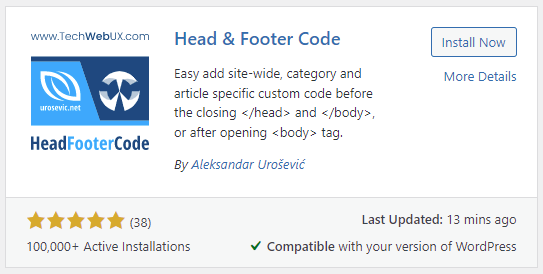 www.TechWebUX.com
urosevic.net
HeadFooterCode
Head & Footer Code
Easy add site-wide, category and
article specific custom code before
the closing </head> and </body>,
or after opening <body> tag.
By Aleksandar Urošević
Install Now
More Details
(38)
100,000+ Active Installations
Last Updated: 13 mins ago
Compatible with your version of WordPress